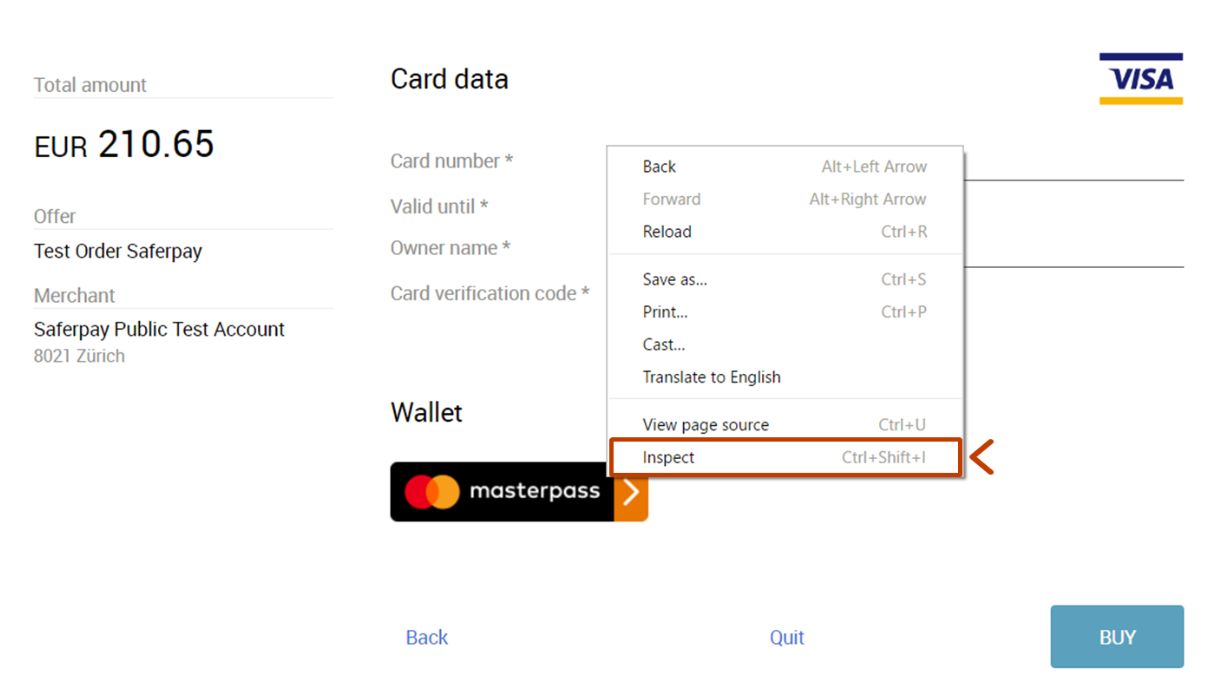 Total amount
EUR 210.65
Offer
Test Order Saferpay
Merchant
Saferpay Public Test Account
8021 Zürich
Card data
VISA
Card number *
Valid until *
Owner name *
Card verification code *
Back Alt+Left Arrow
Forward Alt+Right Arrow
Reload Ctrl+R
Save as... Ctrl+S
Print... Ctrl+P
Cast...
Translate to English
View page source Ctrl+U
Inspect Ctrl+Shift+I
Wallet
masterpass
Back Quit BUY